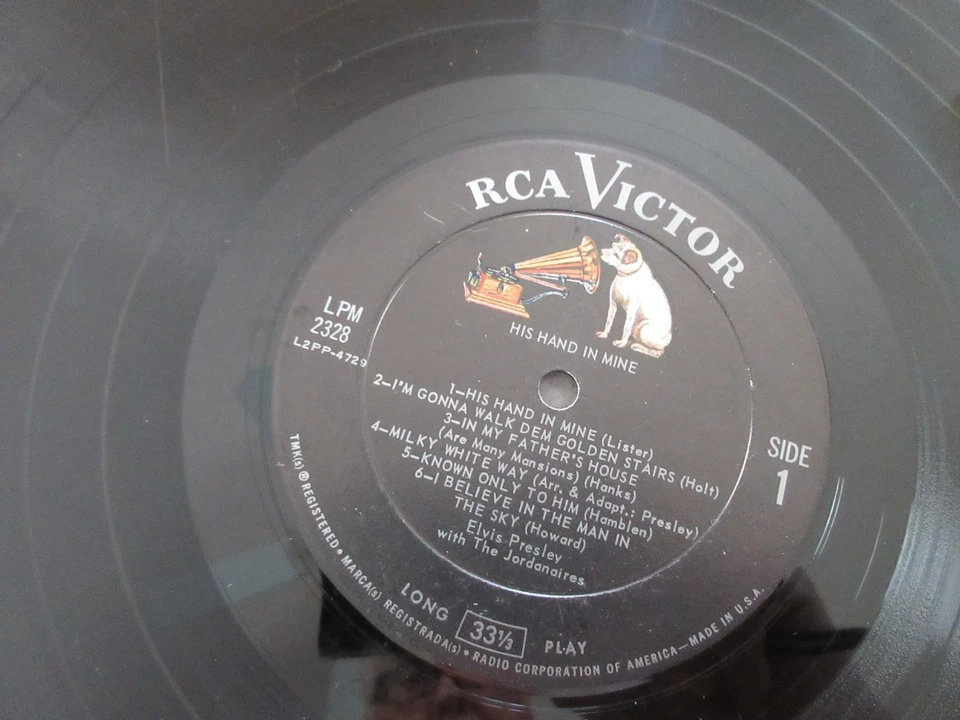 RCA VICTOR
HIS HAND IN MINE
LPM
2328
L2PP-4729
SIDE
1
1—HIS HAND IN MINE (Lister)
2—I'M GONNA WALK DEM GOLDEN STAIRS (Holt)
3—IN MY FATHER'S HOUSE
(Are Many Mansions) (Hanks)
4—MILKY WHITE WAY (Arr. & Adapt.: Presley)
5—KNOWN ONLY TO HIM (Hamblen)
6—I BELIEVE IN THE MAN IN
THE SKY (Howard)
Elvis Presley
with The Jordanaires
LONG 33⅓ PLAY
TMK(s) ® REGISTERED • MARCA(s) REGISTRADA(s) • RADIO CORPORATION OF AMERICA—MADE IN U.S.A.